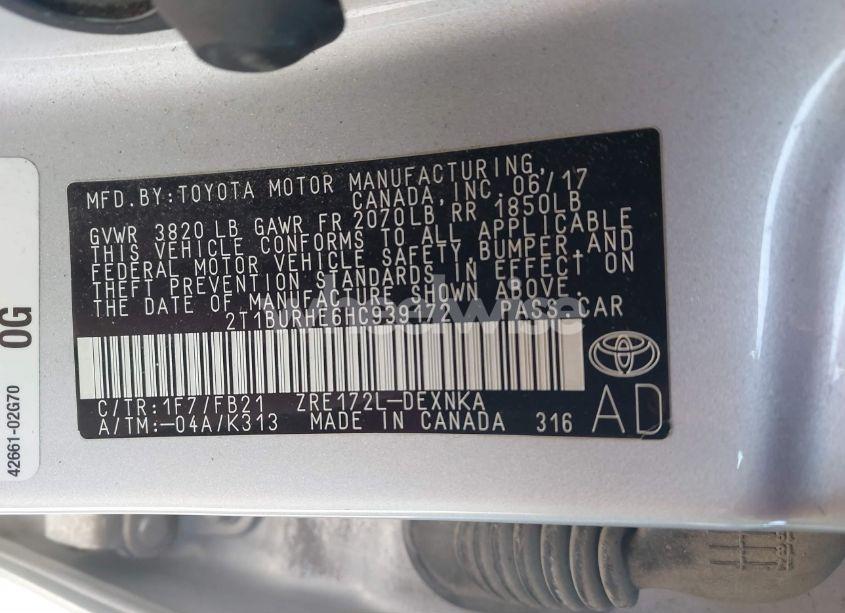 MFD.BY:TOYOTA MOTOR MANUFACTURING,
CANADA, INC. 06/17
GVWR 3820 LB GAWR FR 2070LB RR 1850LB
THIS VEHICLE CONFORMS TO ALL APPLICABLE
FEDERAL MOTOR VEHICLE SAFETY,BUMPER,AND
THEFT PREVENTION STANDARDS IN EFFECT ON
THE DATE OF MANUFACTURE SHOWN ABOVE.
2T1BURHE6HC939172 PASS-CAR
C/TR:1F7/FB21 ZRE172L-DEXNKA
A/TM:-04A/K313 MADE IN CANADA 316
AD
TOYOTA
42661-02G70
0G